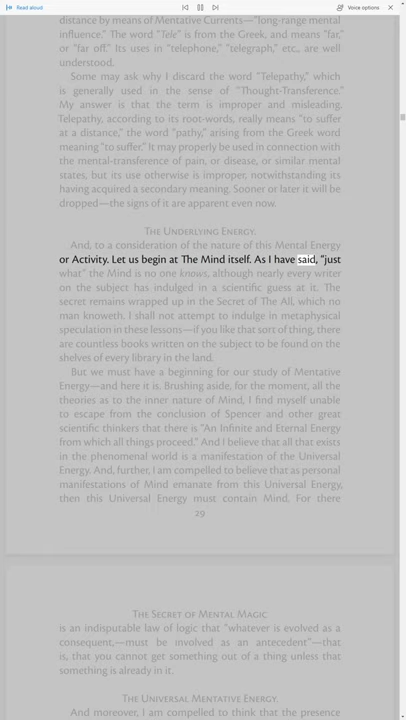 Read aloud
Voice options
distance by means of Mentative Currents—"long-range mental
influence." The word "Tele" is from the Greek, and means "far,"
or "far off." Its uses in "telephone," "telegraph," etc., are well
understood.
Some may ask why I discard the word "Telepathy," which
is generally used in the sense of "Thought-Transference."
My answer is that the term is improper and misleading.
Telepathy, according to its root-words, really means "to suffer
at a distance," the word "pathy," arising from the Greek word
meaning "to suffer." It may properly be used in connection with
the mental-transference of pain, or disease, or similar mental
states, but its use otherwise is improper, notwithstanding its
having acquired a secondary meaning. Sooner or later it will be
dropped—the signs of it are apparent even now.
The Underlying Energy.
And, to a consideration of the nature of this Mental Energy
or Activity. Let us begin at The Mind itself. As I have said, "just
what" the Mind is no one knows, although nearly every writer
on the subject has indulged in a scientific guess at it. The
secret remains wrapped up in the Secret of The All, which no
man knoweth. I shall not attempt to indulge in metaphysical
speculation in these lessons—if you like that sort of thing, there
are countless books written on the subject to be found on the
shelves of every library in the land.
But we must have a beginning for our study of Mentative
Energy—and here it is. Brushing aside, for the moment, all the
theories as to the inner nature of Mind, I find myself unable
to escape from the conclusion of Spencer and other great
scientific thinkers that there is "An Infinite and Eternal Energy
from which all things proceed." And I believe that all that exists
in the phenomenal world is a manifestation of the Universal
Energy. And, further, I am compelled to believe that as personal
manifestations of Mind emanate from this Universal Energy,
then this Universal Energy must contain Mind. For there
29
The Secret of Mental Magic
is an indisputable law of logic that "whatever is evolved as a
consequent,—must be involved as an antecedent"—that
is, that you cannot get something out of a thing unless that
something is already in it.
The Universal Mentative Energy.
And moreover, I am compelled to think that the presence